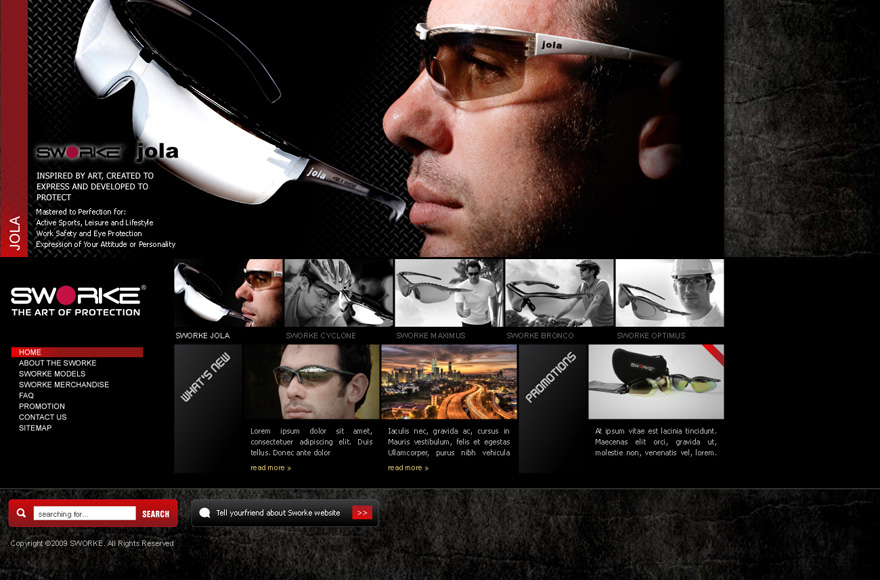 jola
jola
SWORKE jola
INSPIRED BY ART, CREATED TO
EXPRESS AND DEVELOPED TO
PROTECT
Mastered to Perfection for:
Active Sports, Leisure and Lifestyle
Work Safety and Eye Protection
Expression of Your Attitude or Personality
JOLA
SWORKE®
THE ART OF PROTECTION
SWORKE JOLA
SWORKE CYCLONE
SWORKE MAXIMUS
SWORKE BRONCO
SWORKE OPTIMUS
HOME
ABOUT THE SWORKE
SWORKE MODELS
SWORKE MERCHANDISE
FAQ
PROMOTION
CONTACT US
SITEMAP
WHAT'S NEW
Lorem ipsum dolor sit amet,
consectetuer adipiscing elit. Duis
tellus. Donec ante dolor
read more »
Iaculis nec, gravida ac, cursus in
Mauris vestibulum, felis et egestas
Ullamcorper, purus nibh vehicula
read more »
PROMOTIONS
SWORKE
At ipsum vitae est lacinia tincidunt.
Maecenas elit orci, gravida ut,
molestie non, venenatis vel, lorem.
searching for... SEARCH
Tell yourfriend about Sworke website >>
Copyright ©2009 SWORKE. All Rights Reserved